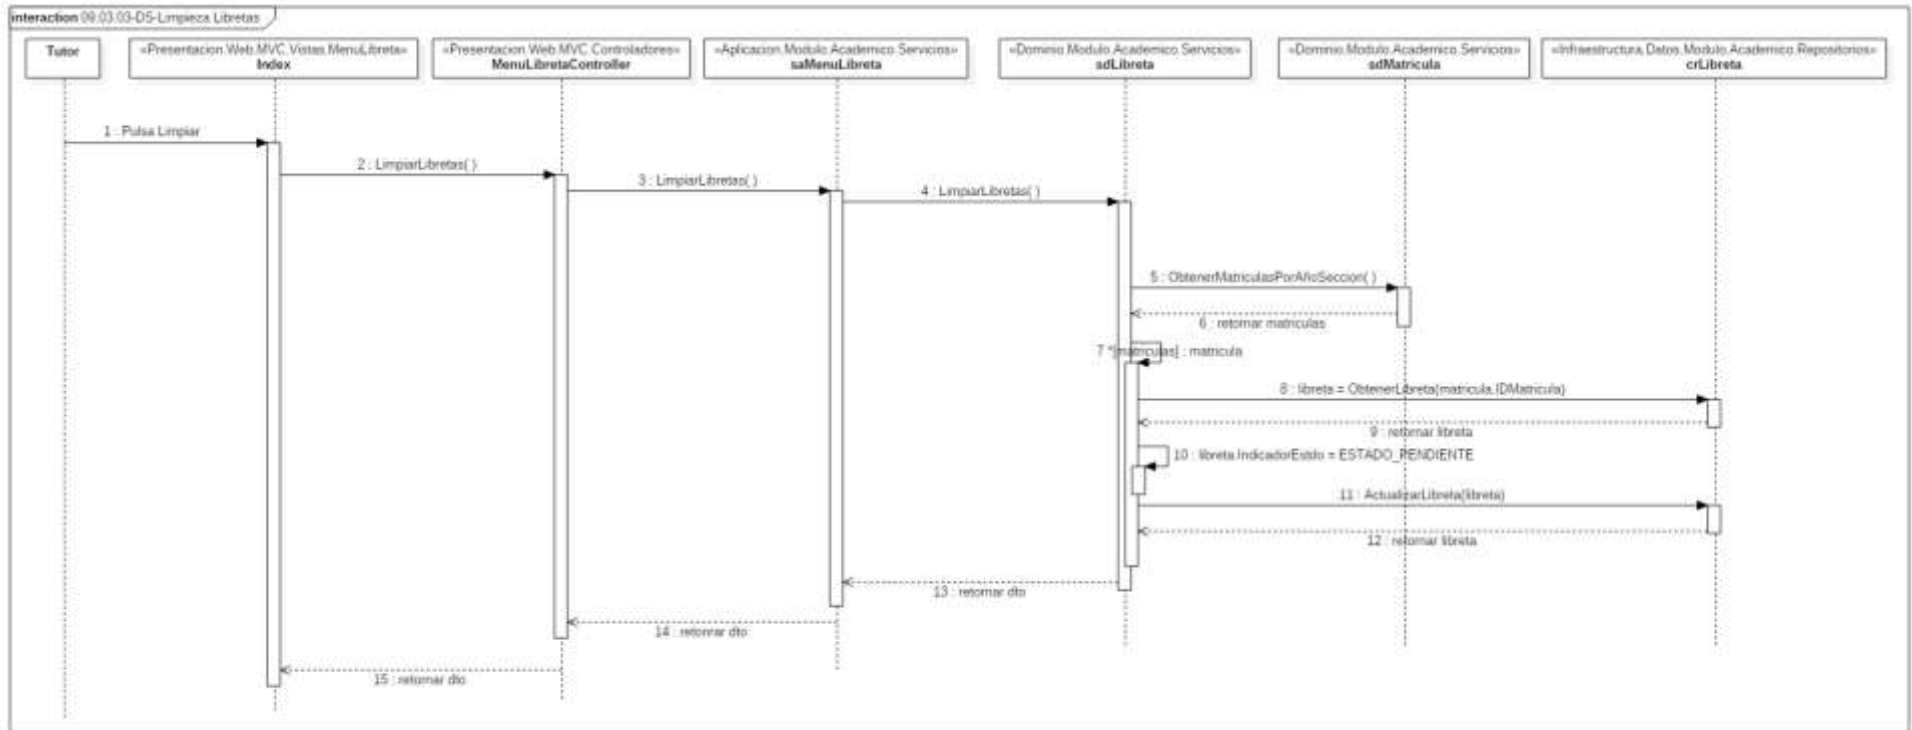 interaction 09.03.03-DS-Limpieza Libretas
Tutor
«Presentacion.Web.MVC.Vistas.MenuLibreta»
Index
«Presentacion.Web.MVC.Controladores»
MenuLibretaController
«Aplicacion.Modulo.Academico.Servicios»
saMenuLibreta
«Dominio.Modulo.Academico.Servicios»
sdLibreta
«Dominio.Modulo.Academico.Servicios»
sdMatricula
«Infraestructura.Datos.Modulo.Academico.Repositorios»
crLibreta
1 : Pulsa Limpiar
2 : LimpiarLibretas( )
3 : LimpiarLibretas( )
4 : LimpiarLibretas( )
5 : ObtenerMatriculasPorAñoSeccion( )
6 : retornar matriculas
7 *[matriculas] : matricula
8 : libreta = ObtenerLibreta(matricula.IDMatricula)
9 : retornar libreta
10 : libreta.IndicadorEstdo = ESTADO_PENDIENTE
11 : ActualizarLibreta(libreta)
12 : retornar libreta
13 : retornar dto
14 : retonrar dto
15 : retornar dto